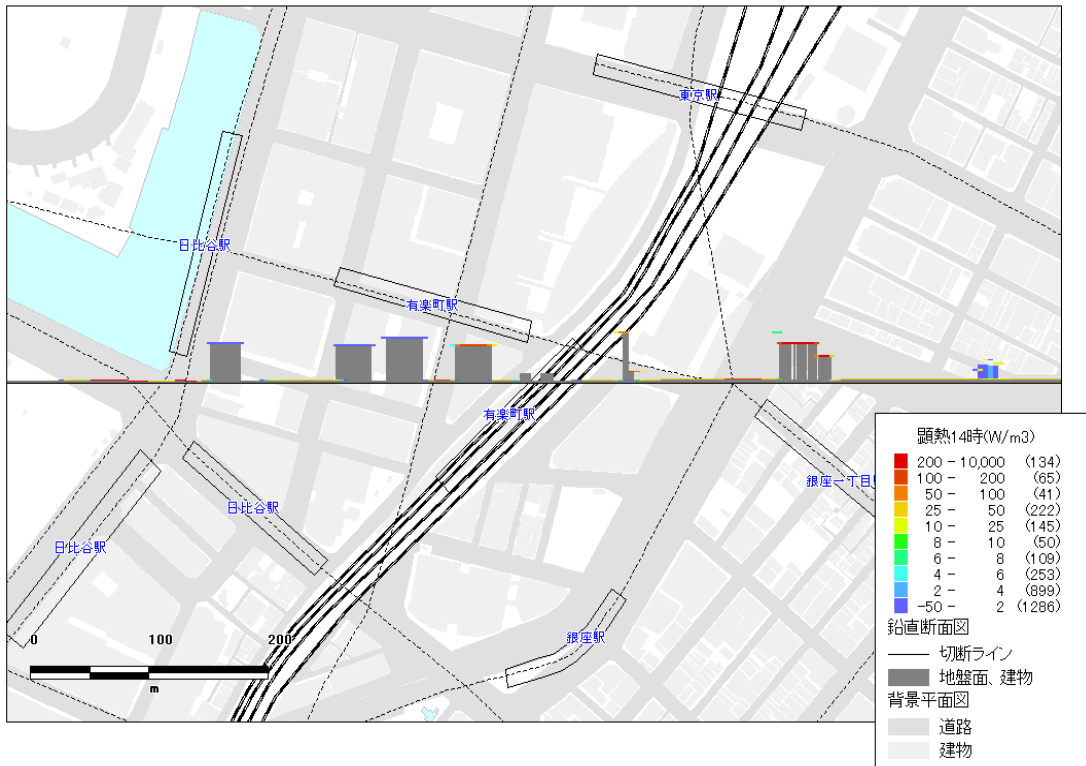 東京駅
日比谷駅
有楽町駅
有楽町駅
銀座一丁目駅
日比谷駅
日比谷駅
銀座駅
0 100 200
m
顕熱14時(W/m3)
200 - 10,000 (134)
100 - 200 (65)
50 - 100 (41)
25 - 50 (222)
10 - 25 (145)
8 - 10 (50)
6 - 8 (109)
4 - 6 (253)
2 - 4 (899)
-50 - 2 (1286)
鉛直断面図
切断ライン
地盤面、建物
背景平面図
道路
建物